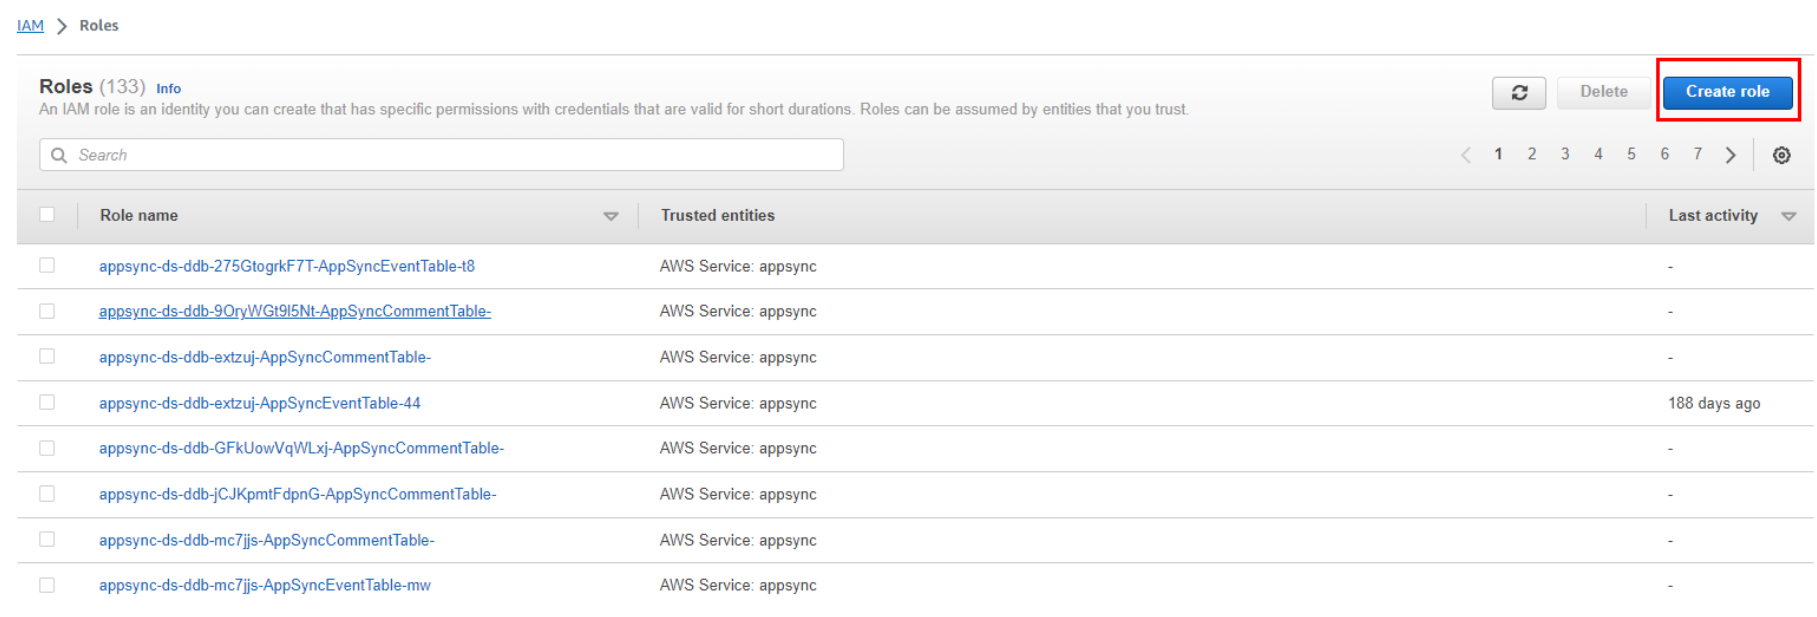 IAM > Roles
Roles (133) Info
An IAM role is an identity you can create that has specific permissions with credentials that are valid for short durations. Roles can be assumed by entities that you trust.
Delete
Create role
Search
1 2 3 4 5 6 7
Role name Trusted entities Last activity
appsync-ds-ddb-275GtogrkF7T-AppSyncEventTable-t8 AWS Service: appsync -
appsync-ds-ddb-9OryWGt9I5Nt-AppSyncCommentTable- AWS Service: appsync -
appsync-ds-ddb-extzuj-AppSyncCommentTable- AWS Service: appsync -
appsync-ds-ddb-extzuj-AppSyncEventTable-44 AWS Service: appsync 188 days ago
appsync-ds-ddb-GFkUowVqWLxj-AppSyncCommentTable- AWS Service: appsync -
appsync-ds-ddb-jCJKpmtFdpnG-AppSyncCommentTable- AWS Service: appsync -
appsync-ds-ddb-mc7jjs-AppSyncCommentTable- AWS Service: appsync -
appsync-ds-ddb-mc7jjs-AppSyncEventTable-mw AWS Service: appsync -